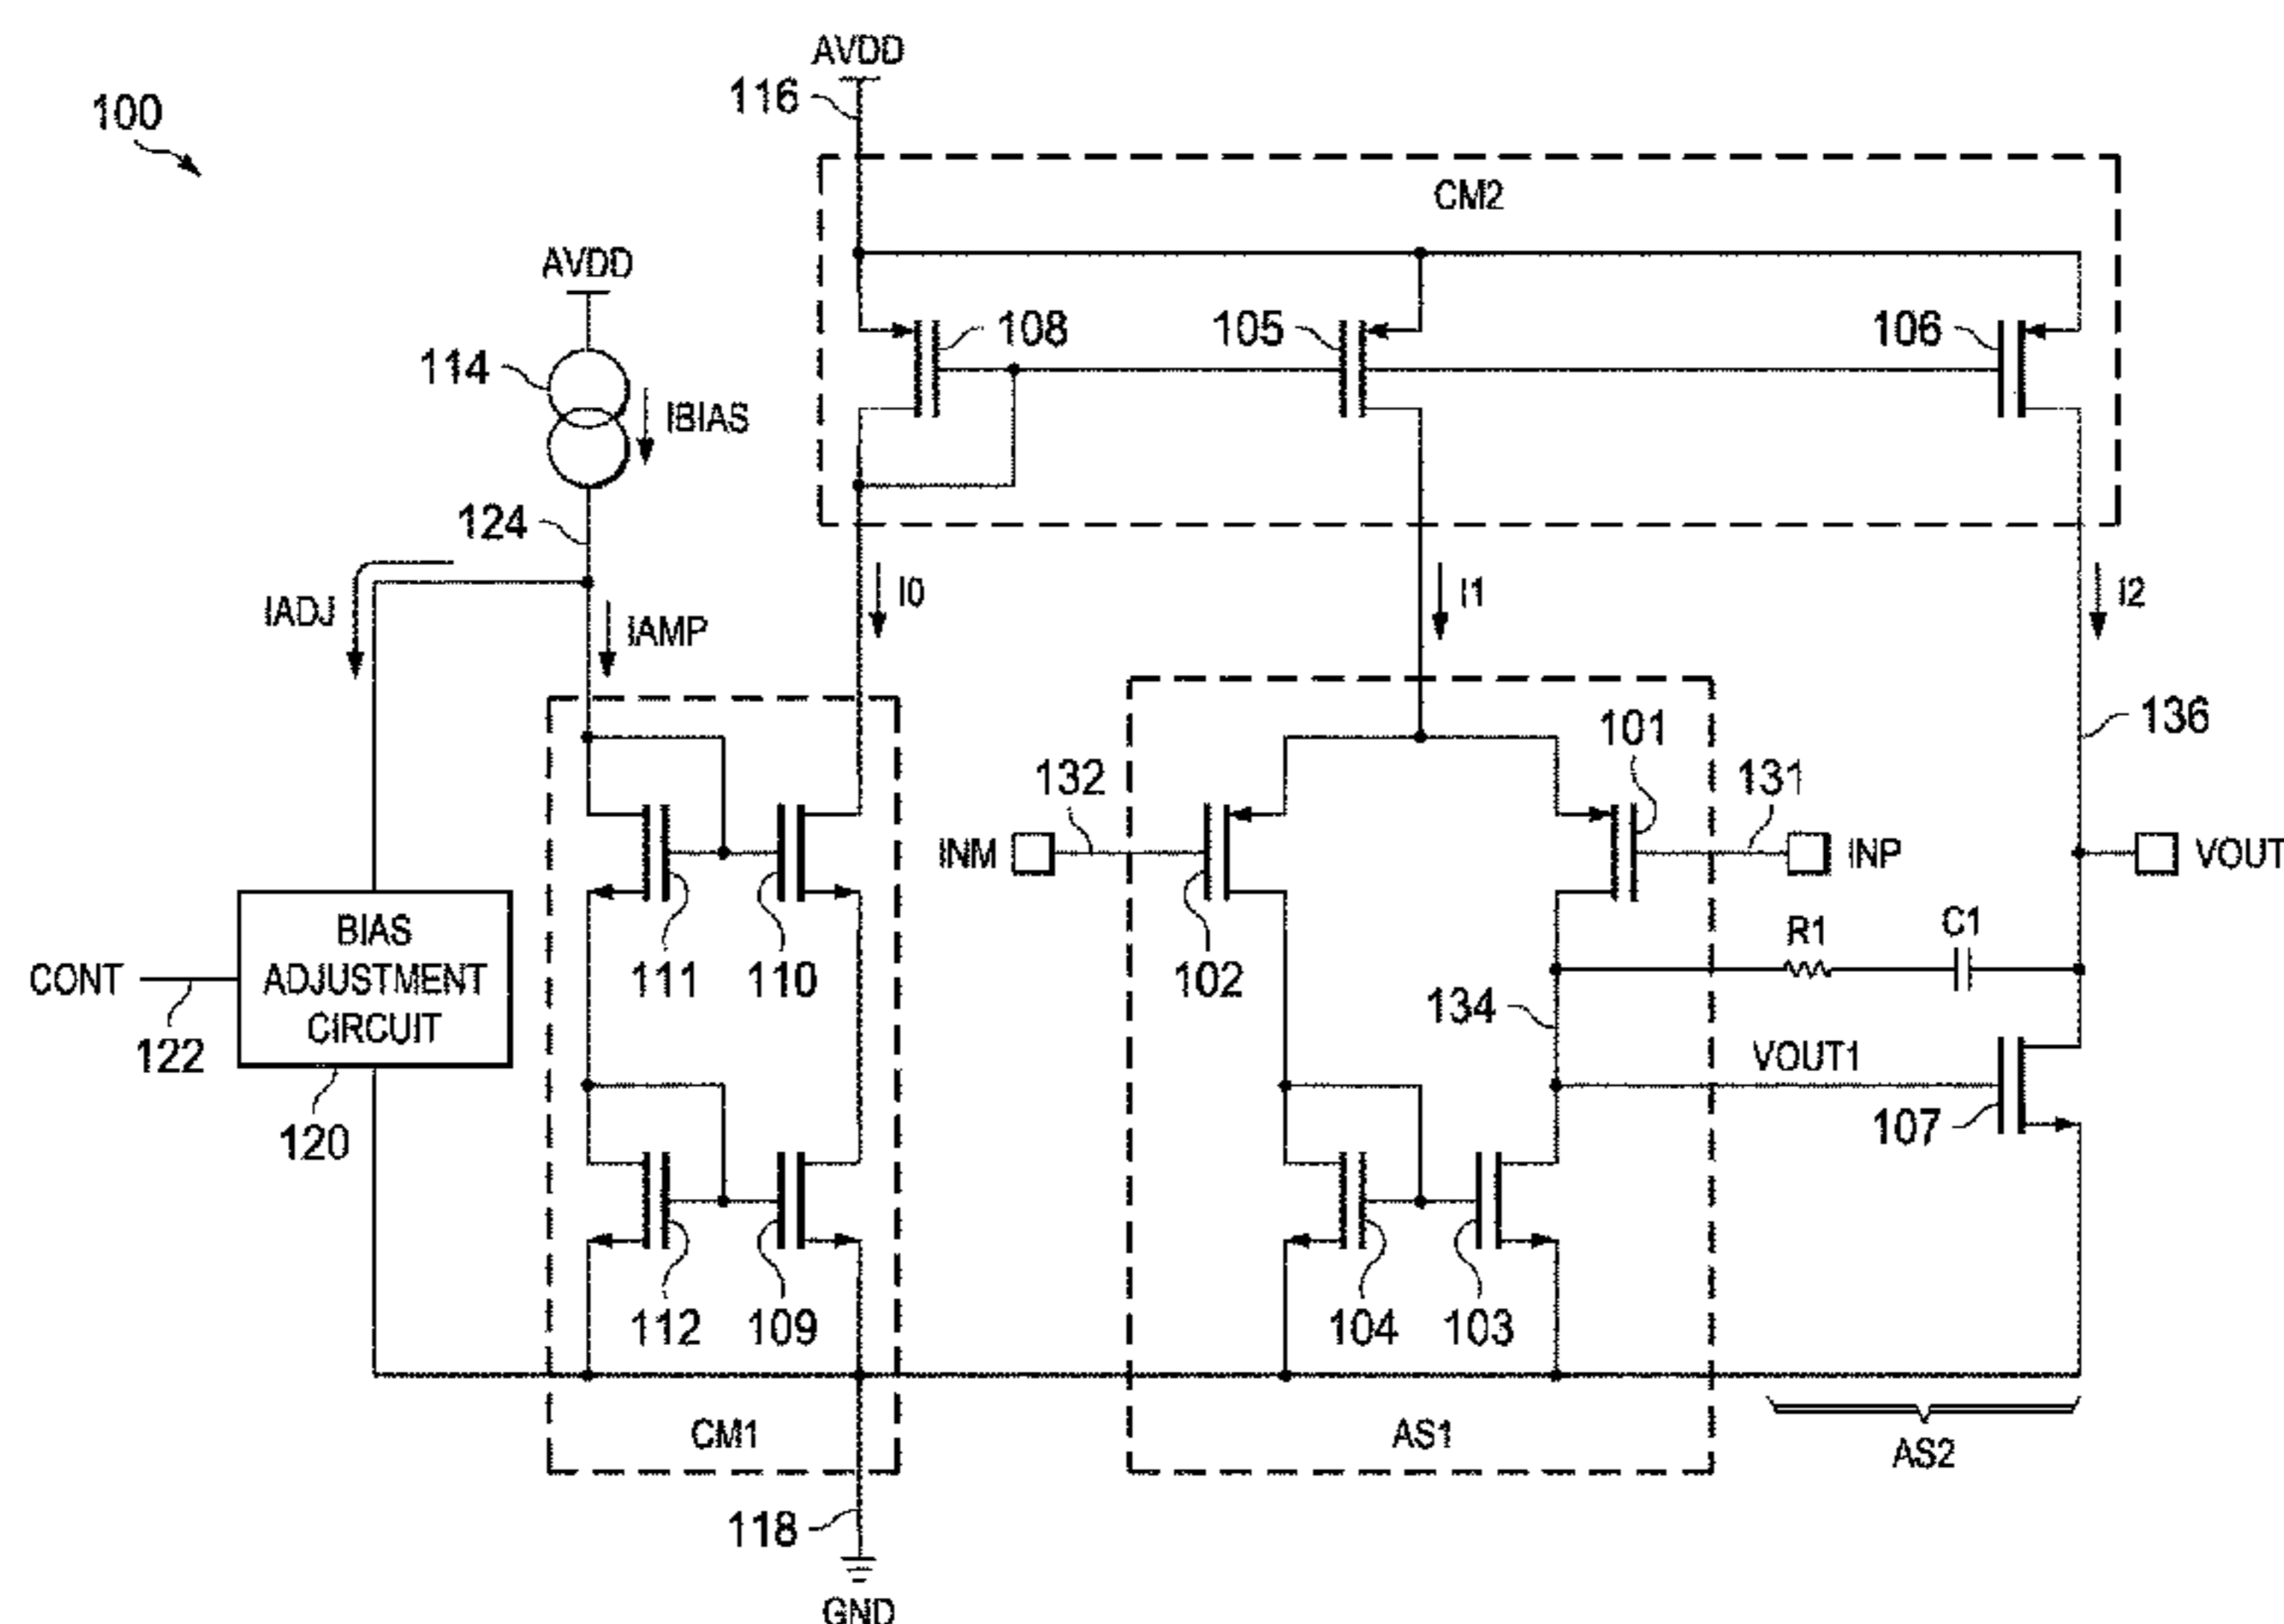 100
AVDD
116
CM2
AVDD
108
105
106
114
IBIAS
124
IADJ
IAMP
I0
I1
I2
136
101
132
131
INM
INP
VOUT
102
R1
C1
BIAS
ADJUSTMENT
CIRCUIT
CONT
122
111
110
134
VOUT1
107
120
112
109
104
103
CM1
AS1
AS2
118
GND